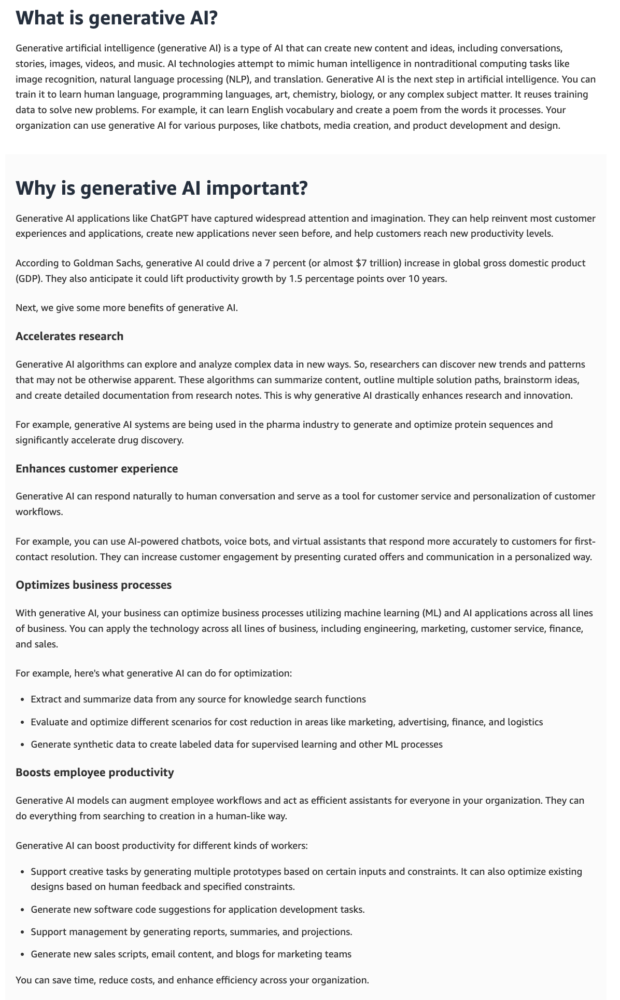 What is generative AI?
Generative artificial intelligence (generative AI) is a type of AI that can create new content and ideas, including conversations,
stories, images, videos, and music. AI technologies attempt to mimic human intelligence in nontraditional computing tasks like
image recognition, natural language processing (NLP), and translation. Generative AI is the next step in artificial intelligence. You can
train it to learn human language, programming languages, art, chemistry, biology, or any complex subject matter. It reuses training
data to solve new problems. For example, it can learn English vocabulary and create a poem from the words it processes. Your
organization can use generative AI for various purposes, like chatbots, media creation, and product development and design.
Why is generative AI important?
Generative AI applications like ChatGPT have captured widespread attention and imagination. They can help reinvent most customer
experiences and applications, create new applications never seen before, and help customers reach new productivity levels.
According to Goldman Sachs, generative AI could drive a 7 percent (or almost $7 trillion) increase in global gross domestic product
(GDP). They also anticipate it could lift productivity growth by 1.5 percentage points over 10 years.
Next, we give some more benefits of generative AI.
Accelerates research
Generative AI algorithms can explore and analyze complex data in new ways. So, researchers can discover new trends and patterns
that may not be otherwise apparent. These algorithms can summarize content, outline multiple solution paths, brainstorm ideas,
and create detailed documentation from research notes. This is why generative AI drastically enhances research and innovation.
For example, generative AI systems are being used in the pharma industry to generate and optimize protein sequences and
significantly accelerate drug discovery.
Enhances customer experience
Generative AI can respond naturally to human conversation and serve as a tool for customer service and personalization of customer
workflows.
For example, you can use AI-powered chatbots, voice bots, and virtual assistants that respond more accurately to customers for first-
contact resolution. They can increase customer engagement by presenting curated offers and communication in a personalized way.
Optimizes business processes
With generative AI, your business can optimize business processes utilizing machine learning (ML) and AI applications across all lines
of business. You can apply the technology across all lines of business, including engineering, marketing, customer service, finance,
and sales.
For example, here's what generative AI can do for optimization:
• Extract and summarize data from any source for knowledge search functions
• Evaluate and optimize different scenarios for cost reduction in areas like marketing, advertising, finance, and logistics
• Generate synthetic data to create labeled data for supervised learning and other ML processes
Boosts employee productivity
Generative AI models can augment employee workflows and act as efficient assistants for everyone in your organization. They can
do everything from searching to creation in a human-like way.
Generative AI can boost productivity for different kinds of workers:
• Support creative tasks by generating multiple prototypes based on certain inputs and constraints. It can also optimize existing
designs based on human feedback and specified constraints.
• Generate new software code suggestions for application development tasks.
• Support management by generating reports, summaries, and projections.
• Generate new sales scripts, email content, and blogs for marketing teams
You can save time, reduce costs, and enhance efficiency across your organization.